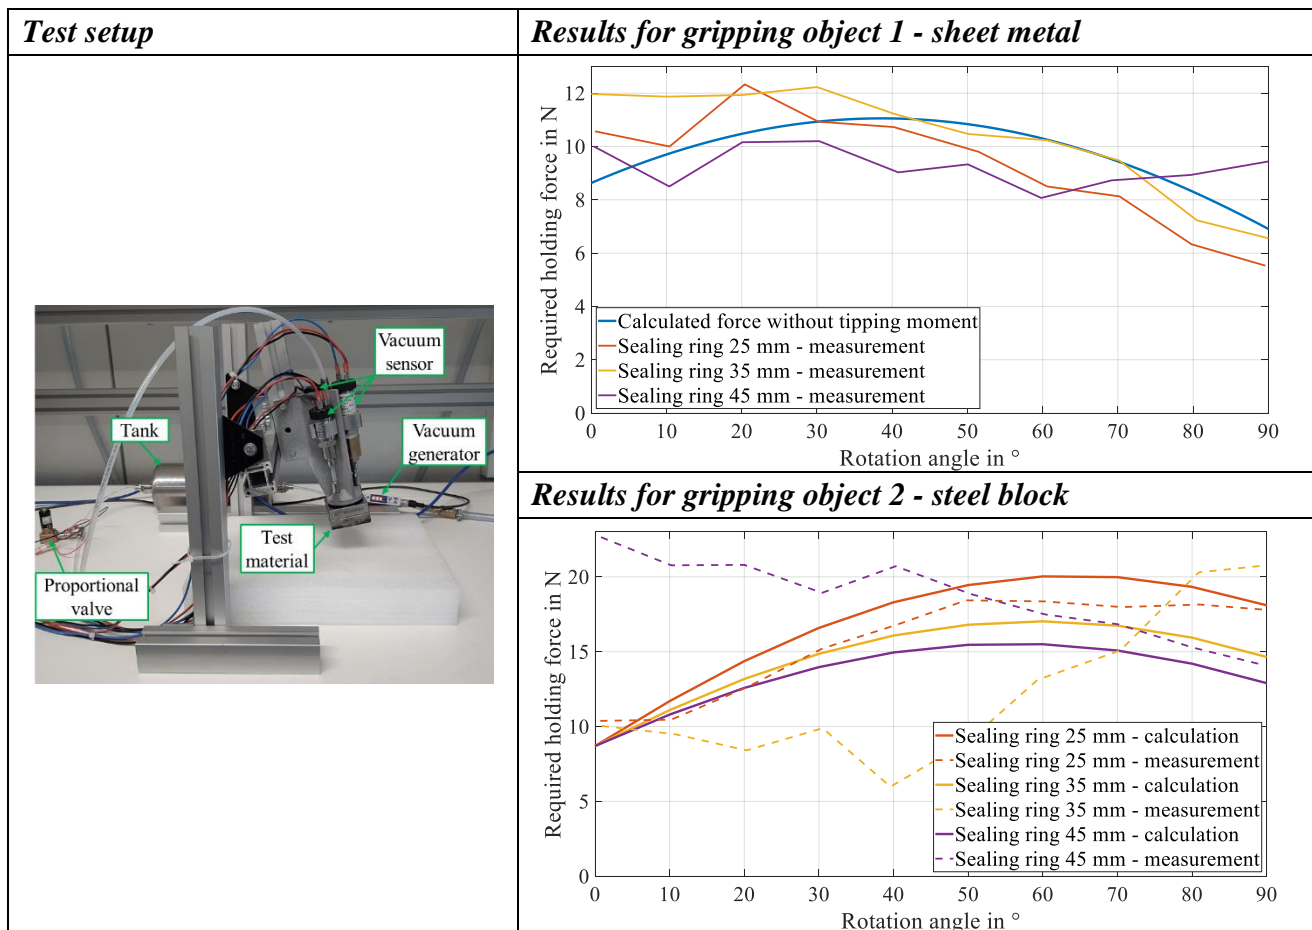 Test setup
Results for gripping object 1 - sheet metal
Vacuum
sensor
Tank
Vacuum
generator
Test
material
Proportional
valve
Required holding force in N
12
10
8
6
4
2
0
Calculated force without tipping moment
Sealing ring 25 mm - measurement
Sealing ring 35 mm - measurement
Sealing ring 45 mm - measurement
0 10 20 30 40 50 60 70 80 90
Rotation angle in °
Results for gripping object 2 - steel block
Required holding force in N
20
15
10
5
0
Sealing ring 25 mm - calculation
Sealing ring 25 mm - measurement
Sealing ring 35 mm - calculation
Sealing ring 35 mm - measurement
Sealing ring 45 mm - calculation
Sealing ring 45 mm - measurement
0 10 20 30 40 50 60 70 80 90
Rotation angle in °